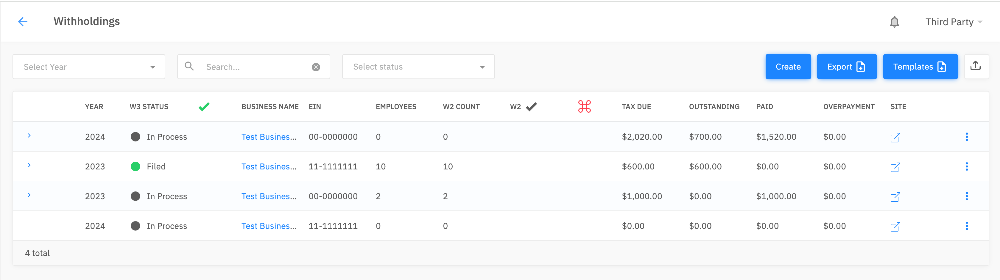 Withholdings
Third Party
Select Year
Search...
Select status
Create
Export
Templates
YEAR W3 STATUS BUSINESS NAME EIN EMPLOYEES W2 COUNT W2 TAX DUE OUTSTANDING PAID OVERPAYMENT SITE
2024 In Process Test Busines... 00-0000000 0 0 $2,020.00 $700.00 $1,520.00 $0.00
2023 Filed Test Busines... 11-1111111 10 10 $600.00 $600.00 $0.00 $0.00
2023 In Process Test Busines... 00-0000000 2 2 $1,000.00 $0.00 $1,000.00 $0.00
2024 In Process Test Busines... 11-1111111 0 0 $0.00 $0.00 $0.00 $0.00
4 total